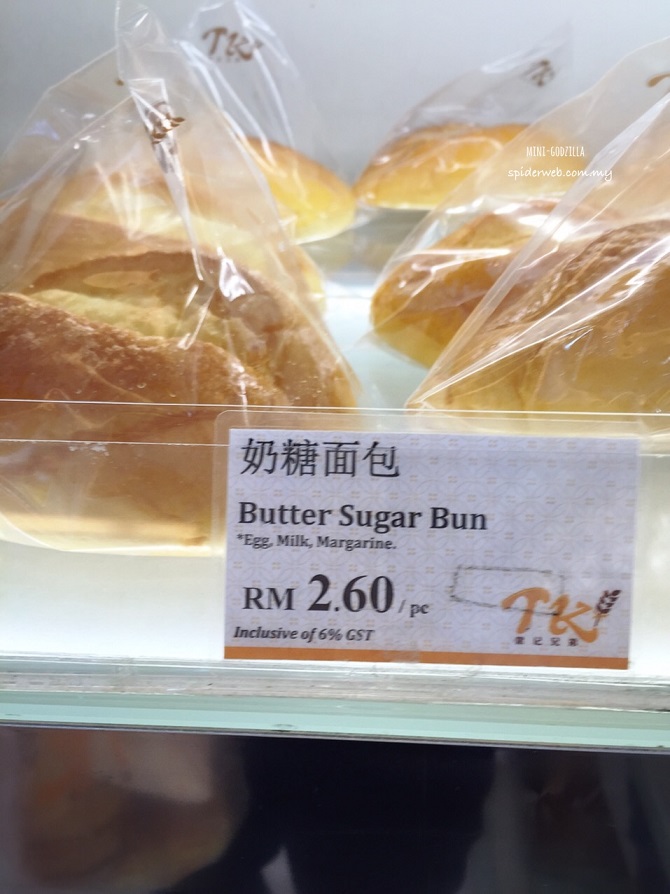 TK
MINI-GODZILLA
spiderweb.com.my
奶糖面包
Butter Sugar Bun
*Egg, Milk, Margarine.
RM 2.60 / pc
Inclusive of 6% GST
TK